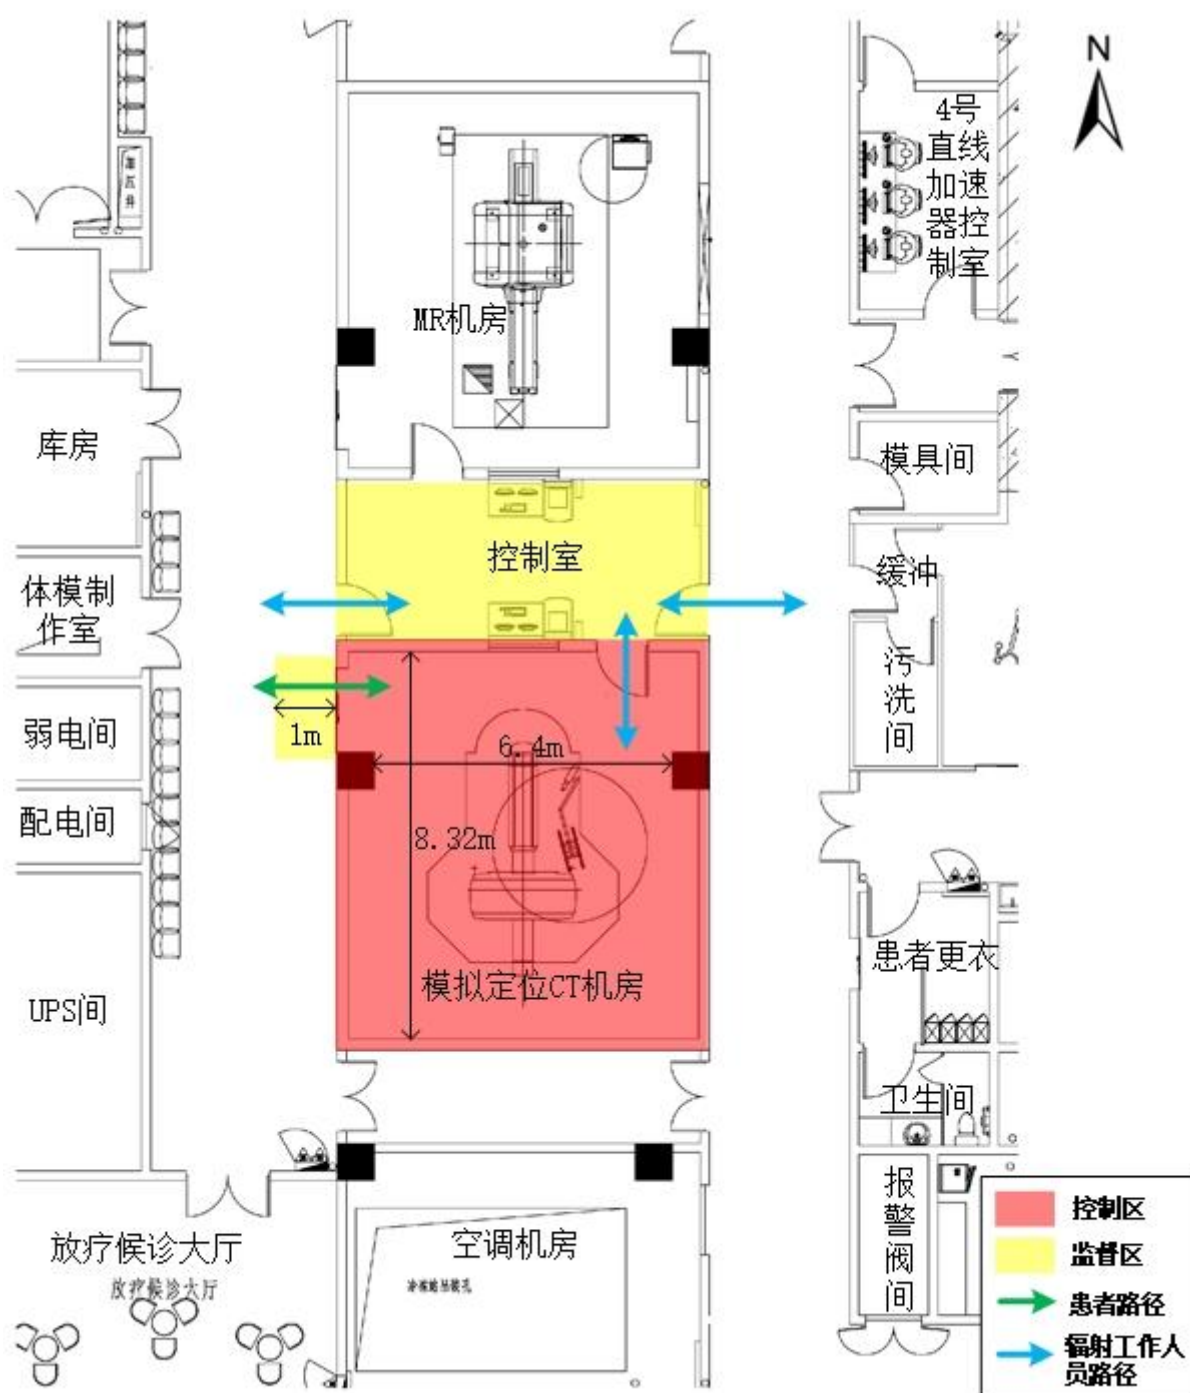 N
4号
直线
加速
器控
制室
MR机房
库房
模具间
控制室
缓冲
体模制
作室
污
洗
间
弱电间
1m
6.4m
配电间
8.32m
患者更衣
模拟定位CT机房
UPS间
卫生间
报
警
阀
间
放疗候诊大厅
放疗候诊大厅
空调机房
控制区
监督区
患者路径
辐射工作人
员路径